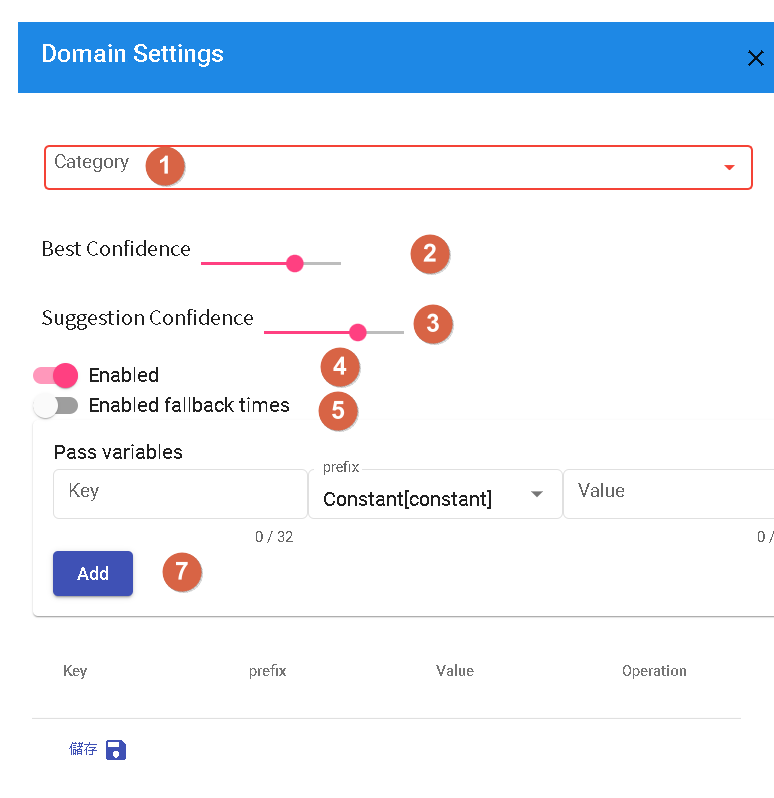 Domain Settings
Category 1
Best Confidence 2
Suggestion Confidence 3
Enabled 4
Enabled fallback times 5
Pass variables
prefix
Key Constant[constant] Value
0 / 32 0 /
Add 7
Key prefix Value Operation
儲存